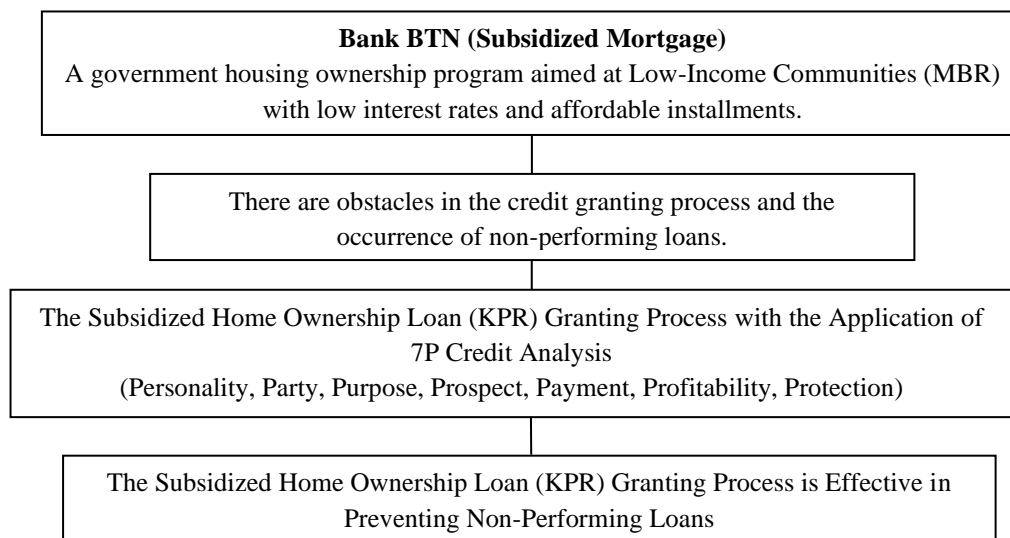 Bank BTN (Subsidized Mortgage)
A government housing ownership program aimed at Low-Income Communities (MBR)
with low interest rates and affordable installments.
There are obstacles in the credit granting process and the
occurrence of non-performing loans.
The Subsidized Home Ownership Loan (KPR) Granting Process with the Application of
7P Credit Analysis
(Personality, Party, Purpose, Prospect, Payment, Profitability, Protection)
The Subsidized Home Ownership Loan (KPR) Granting Process is Effective in
Preventing Non-Performing Loans